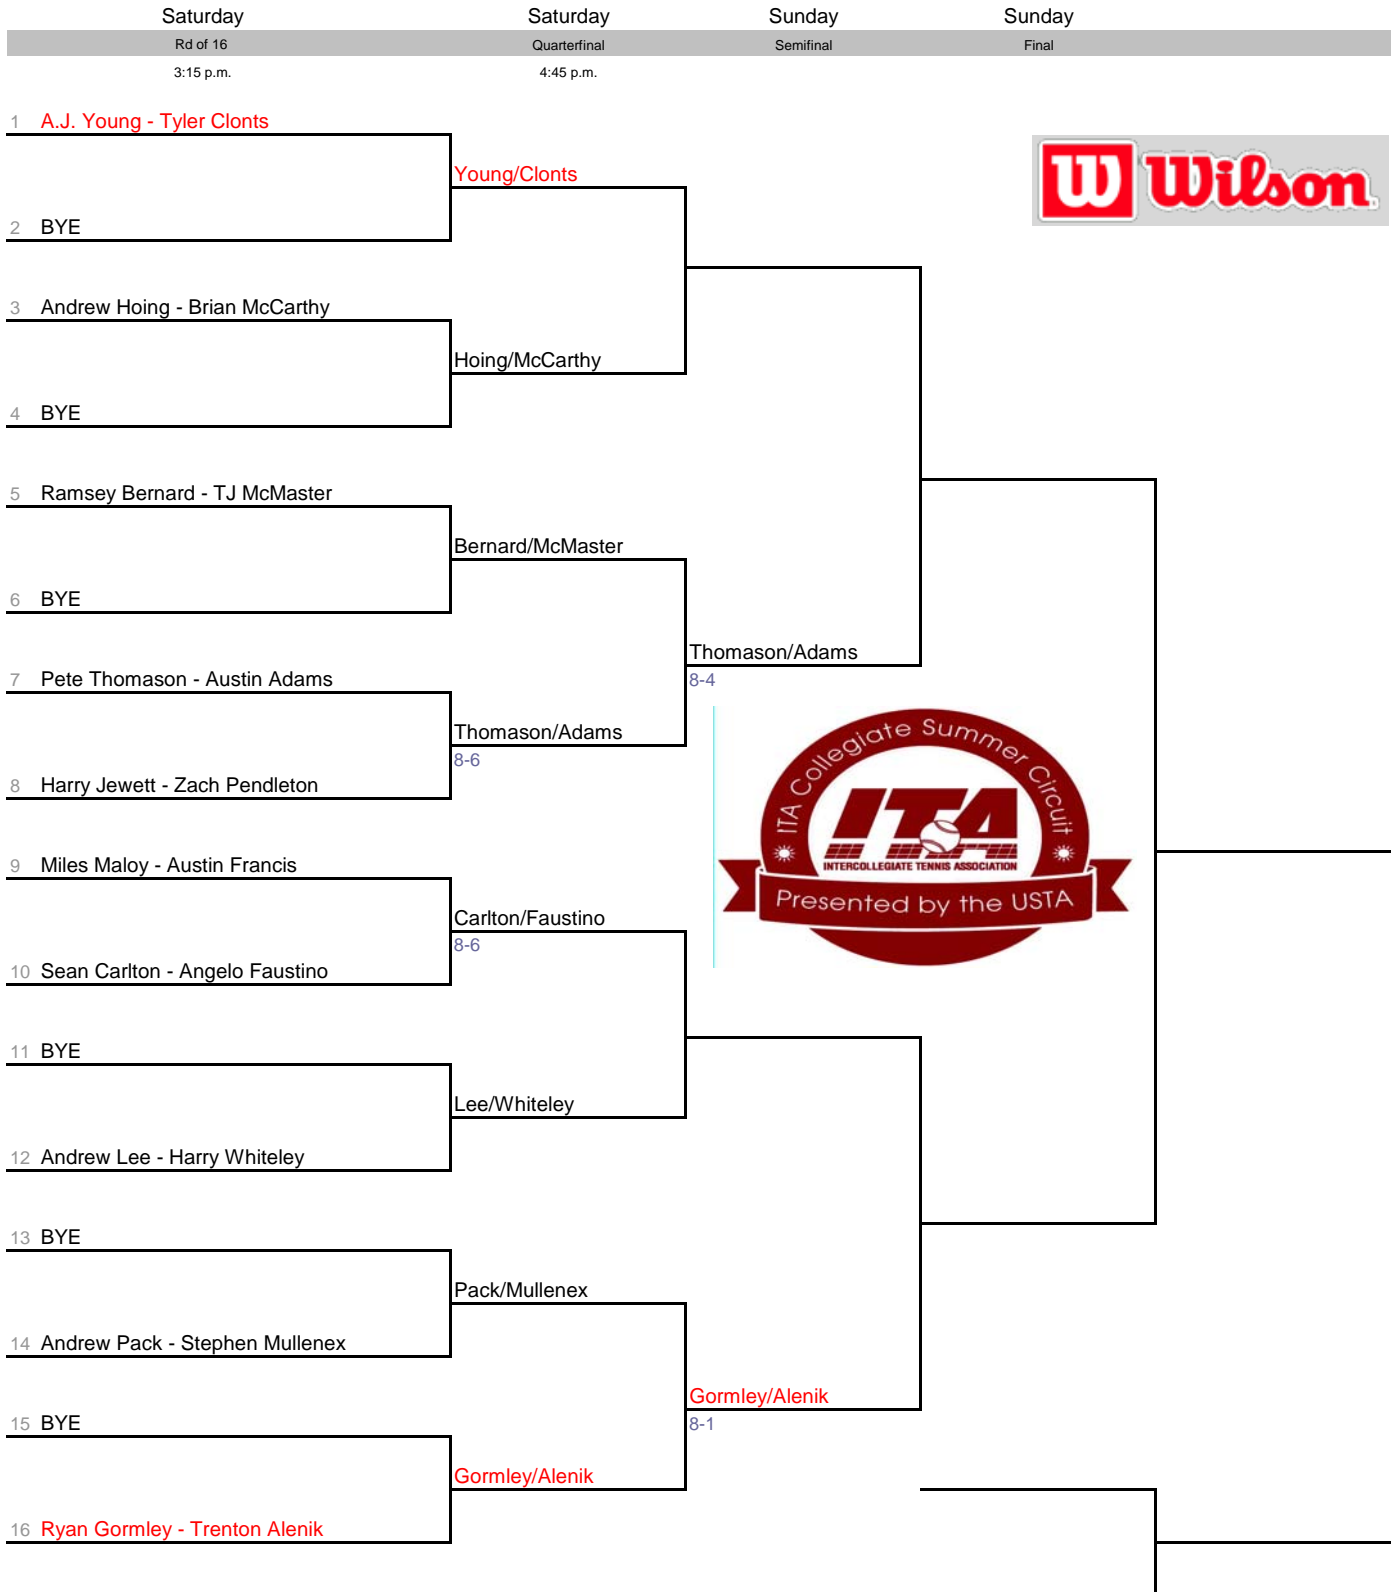 Saturday Saturday Sunday Sunday
Rd of 16 Quarterfinal Semifinal Final
3:15 p.m. 4:45 p.m.
1 A.J. Young - Tyler Clonts
Young/Clonts
W Wilson
2 BYE
3 Andrew Hoing - Brian McCarthy
Hoing/McCarthy
4 BYE
5 Ramsey Bernard - TJ McMaster
Bernard/McMaster
6 BYE
Thomason/Adams
7 Pete Thomason - Austin Adams
8-4
Thomason/Adams
8-6
8 Harry Jewett - Zach Pendleton
ITA Collegiate Summer Circuit
ITA
INTERCOLLEGIATE TENNIS ASSOCIATION
Presented by the USTA
9 Miles Maloy - Austin Francis
Carlton/Faustino
8-6
10 Sean Carlton - Angelo Faustino
11 BYE
Lee/Whiteley
12 Andrew Lee - Harry Whiteley
13 BYE
Pack/Mullenex
14 Andrew Pack - Stephen Mullenex
Gormley/Alenik
15 BYE
8-1
Gormley/Alenik
16 Ryan Gormley - Trenton Alenik